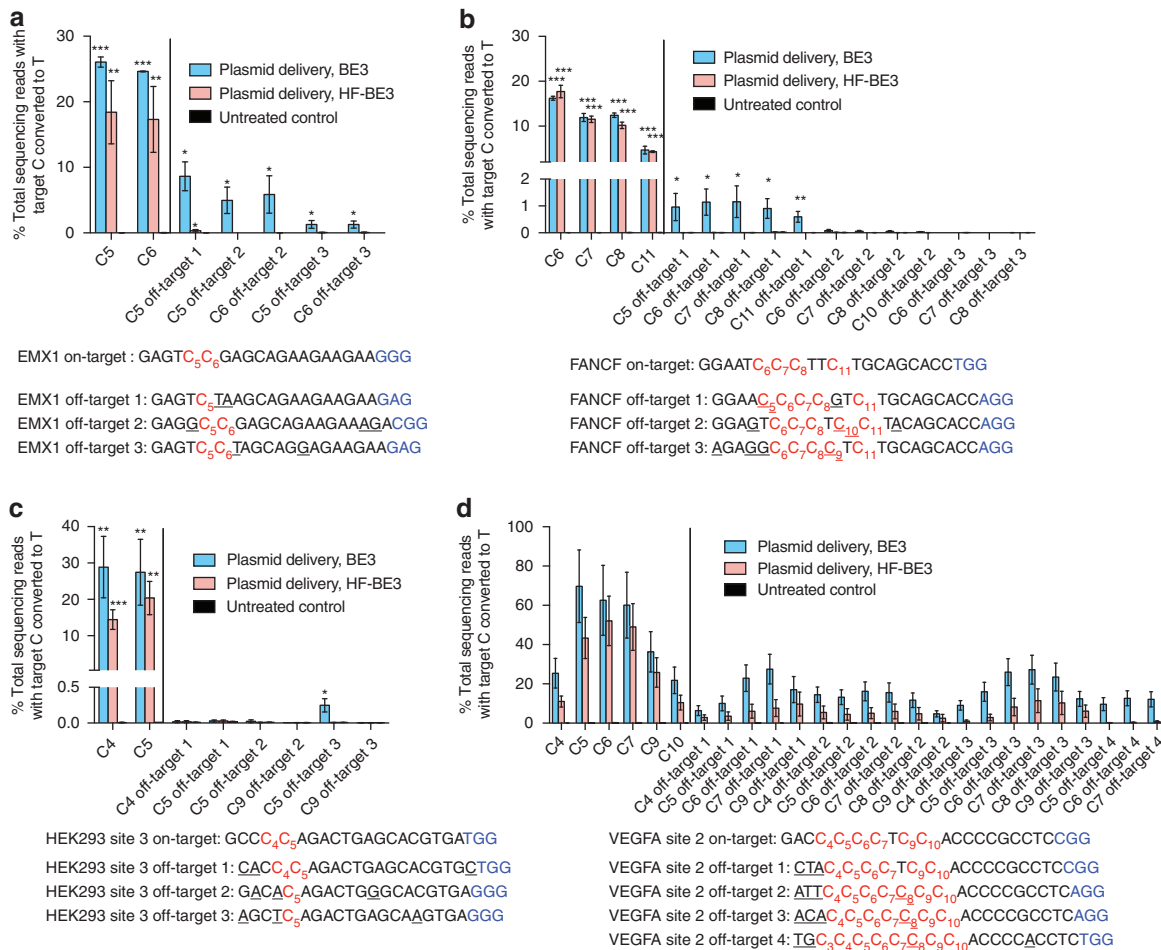 a
% Total sequencing reads with
target C converted to T
30
20
10
0
***
**
***
**
*
*
*
*
*
*
Plasmid delivery, BE3
Plasmid delivery, HF-BE3
Untreated control
C5
C6
C5 off-target 1
C5 off-target 2
C6 off-target 2
C5 off-target 3
C6 off-target 3
EMX1 on-target : GAGTC5C6GAGCAGAAGAAGAAGGG
EMX1 off-target 1: GAGTC5TAAGCAGAAGAAGAAGAG
EMX1 off-target 2: GAGGC5C6GAGCAGAAGAAAGACGG
EMX1 off-target 3: GAGTC5C6TAGCAGGAGAAGAAGAG
b
% Total sequencing reads
with target C converted to T
30
20
10
2
1
0
***
***
***
***
***
***
***
***
*
*
*
*
**
Plasmid delivery, BE3
Plasmid delivery, HF-BE3
Untreated control
C6
C7
C8
C11
C5 off-target 1
C6 off-target 1
C7 off-target 1
C8 off-target 1
C11 off-target 1
C6 off-target 2
C7 off-target 2
C8 off-target 2
C10 off-target 2
C6 off-target 3
C7 off-target 3
C8 off-target 3
FANCF on-target: GGAATC6C7C8TTC11TGCAGCACCTGG
FANCF off-target 1: GGAAC5C6C7C8GTC11TGCAGCACCAGG
FANCF off-target 2: GGAGTC6C7C8TC10C11TACAGCACCAGG
FANCF off-target 3: AGAGGC6C7C8C9TC11TGCAGCACCAGG
c
% Total sequencing reads
with target C converted to T
40
30
20
10
0.5
0.0
**
***
**
**
*
Plasmid delivery, BE3
Plasmid delivery, HF-BE3
Untreated control
C4
C5
C4 off-target 1
C5 off-target 1
C5 off-target 2
C9 off-target 2
C5 off-target 3
C9 off-target 3
HEK293 site 3 on-target: GCCC4C5AGACTGAGCACGTGATGG
HEK293 site 3 off-target 1: CACC4C5AGACTGAGCACGTGCTGG
HEK293 site 3 off-target 2: GACAC5AGACTGGGCACGTGAGGG
HEK293 site 3 off-target 3: AGCTC5AGACTGAGCAAGTGAGGG
d
% Total sequencing reads
with target C converted to T
100
80
60
40
20
0
Plasmid delivery, BE3
Plasmid delivery, HF-BE3
Untreated control
C4
C5
C6
C7
C9
C10
C4 off-target 1
C5 off-target 1
C6 off-target 1
C7 off-target 1
C9 off-target 1
C4 off-target 2
C5 off-target 2
C6 off-target 2
C7 off-target 2
C8 off-target 2
C9 off-target 2
C4 off-target 3
C5 off-target 3
C6 off-target 3
C7 off-target 3
C8 off-target 3
C9 off-target 3
C5 off-target 4
C6 off-target 4
C7 off-target 4
VEGFA site 2 on-target: GACC4C5C6C7TC9C10ACCCCGCCTCCGG
VEGFA site 2 off-target 1: CTAC4C5C6C7TC9C10ACCCCGCCTCCGG
VEGFA site 2 off-target 2: ATTC4C5C6C7C8C9C10ACCCCGCCTCAGG
VEGFA site 2 off-target 3: ACAC4C5C6C7C8C9C10ACCCCGCCTCAGG
VEGFA site 2 off-target 4: TGC3C4C5C6C7C8C9C10ACCCCACCTCTGG